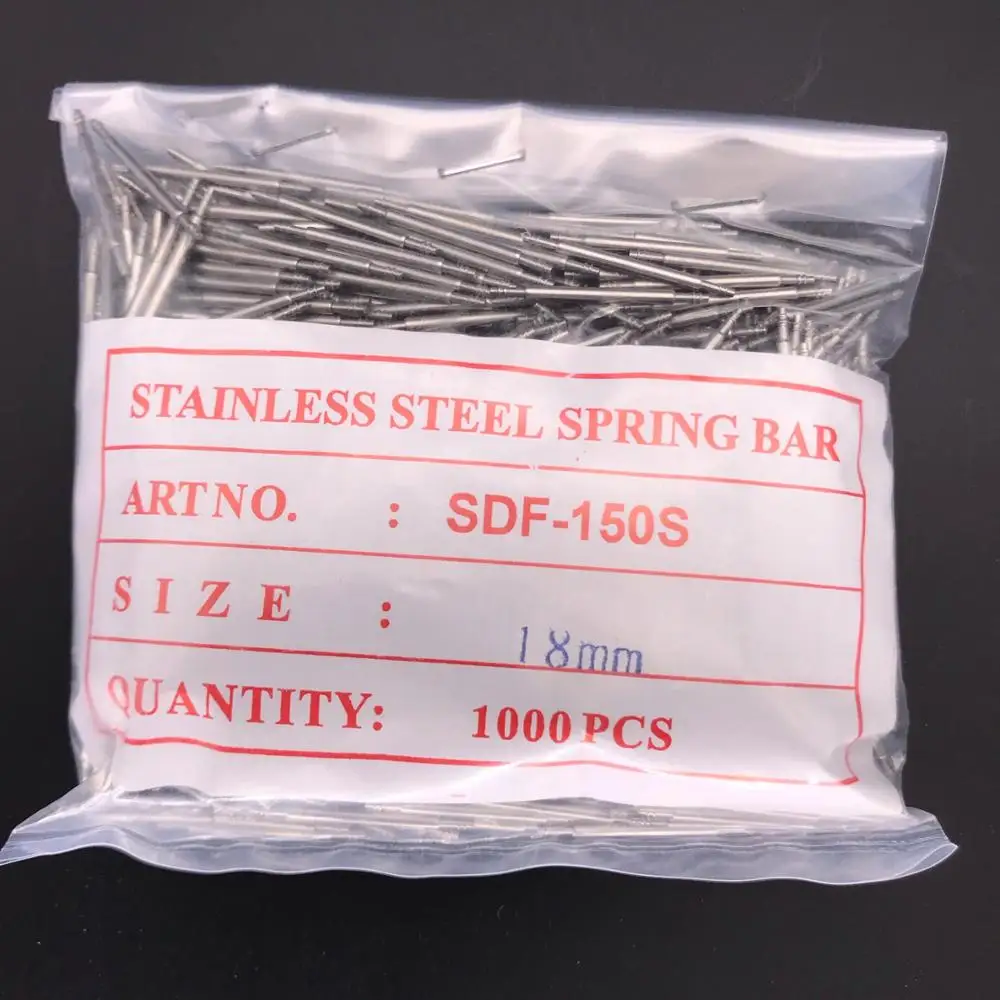 STAINLESS STEEL SPRING BAR
ART NO. : SDF-150S
SIZE : 18mm
QUANTITY: 1000 PCS